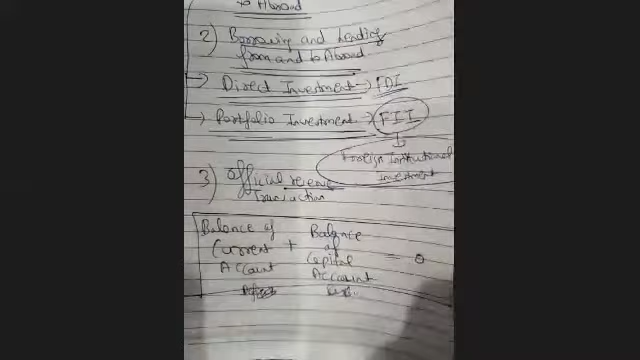 to Abroad
2) Borrowing and Lending
from and to Abroad
→ Direct Investment → FDI
→ Portfolio Investment → FII
Foreign Institutional
Investment
3) Official reserve
Transaction
Balance of Current Account + Balance of Capital Account = 0